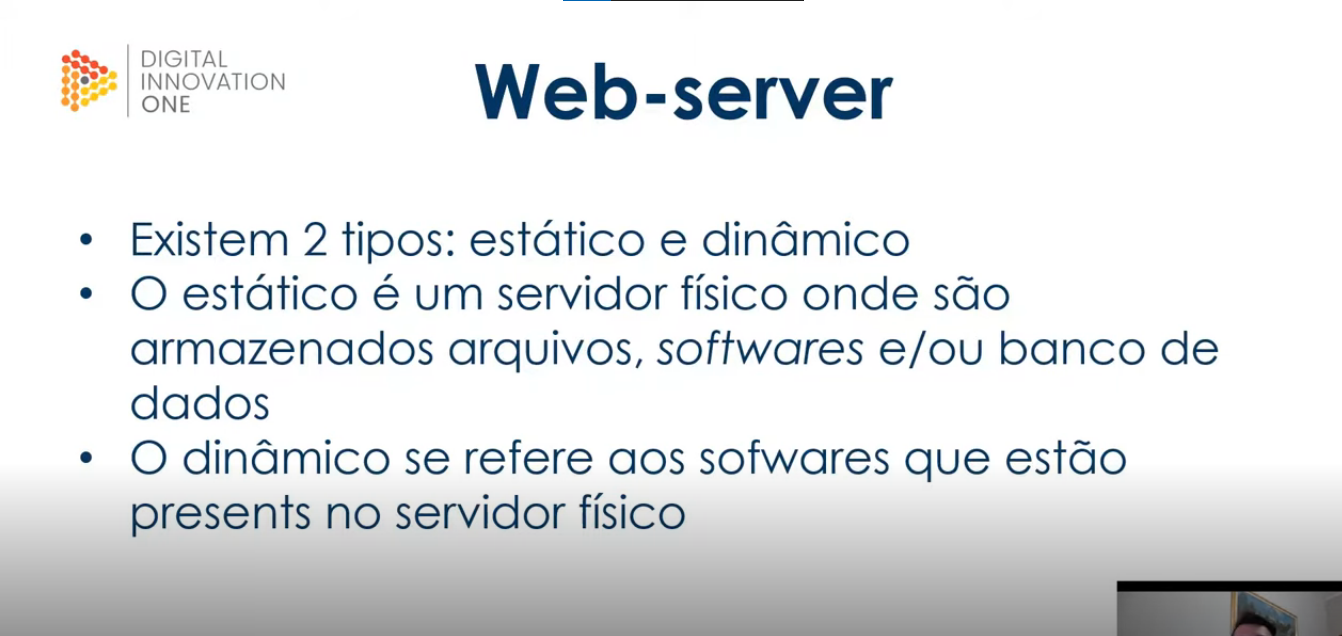 DIGITAL
INNOVATION
ONE
Web-server
• Existem 2 tipos: estático e dinâmico
• O estático é um servidor físico onde são
armazenados arquivos, softwares e/ou banco de
dados
• O dinâmico se refere aos sofwares que estão
presents no servidor físico